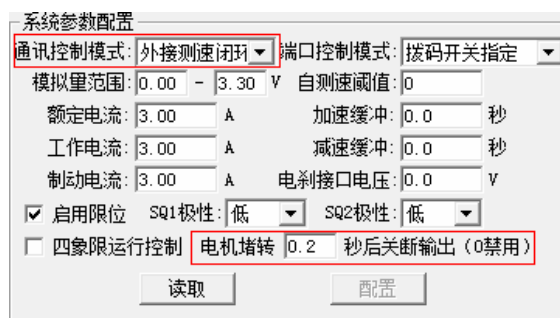 系统参数配置
通讯控制模式: 外接测速闭环 端口控制模式: 拨码开关指定
模拟量范围: 0.00 - 3.30 V 自测速阈值: 0
额定电流: 3.00 A 加速缓冲: 0.0 秒
工作电流: 3.00 A 减速缓冲: 0.0 秒
制动电流: 3.00 A 电刹接口电压: 0.0 V
启用限位 SQ1极性: 低 SQ2极性: 低
四象限运行控制 电机堵转 0.2 秒后关断输出（0禁用）
读取 配置